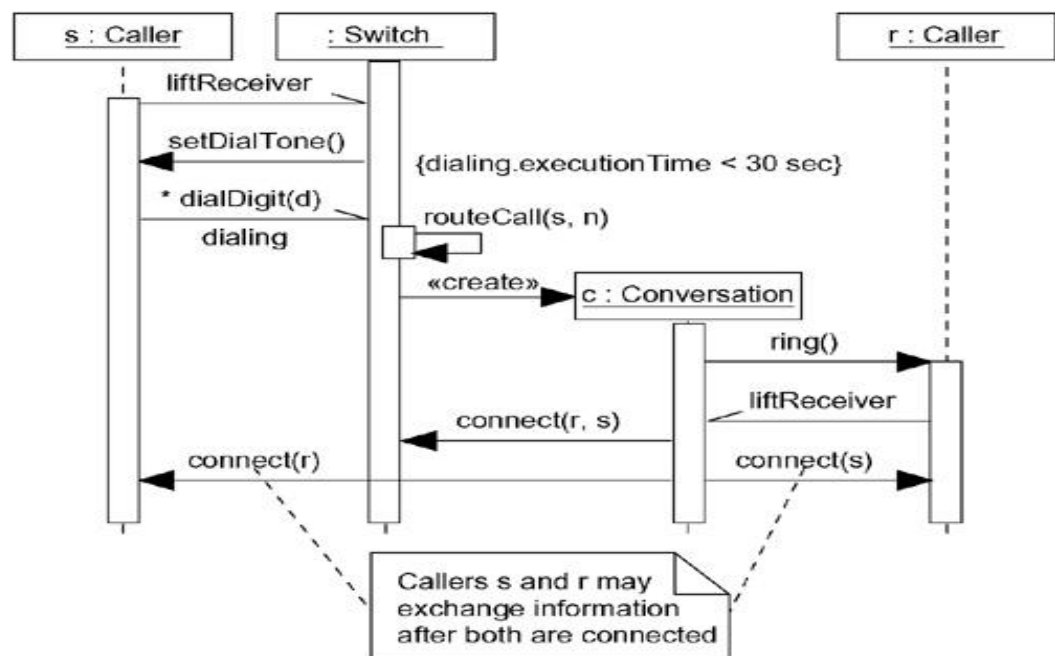 s : Caller
: Switch
r : Caller
liftReceiver
setDialTone()
{dialing.executionTime < 30 sec}
* dialDigit(d)
dialing
routeCall(s, n)
«create»
c : Conversation
ring()
liftReceiver
connect(r, s)
connect(r)
connect(s)
Callers s and r may
exchange information
after both are connected